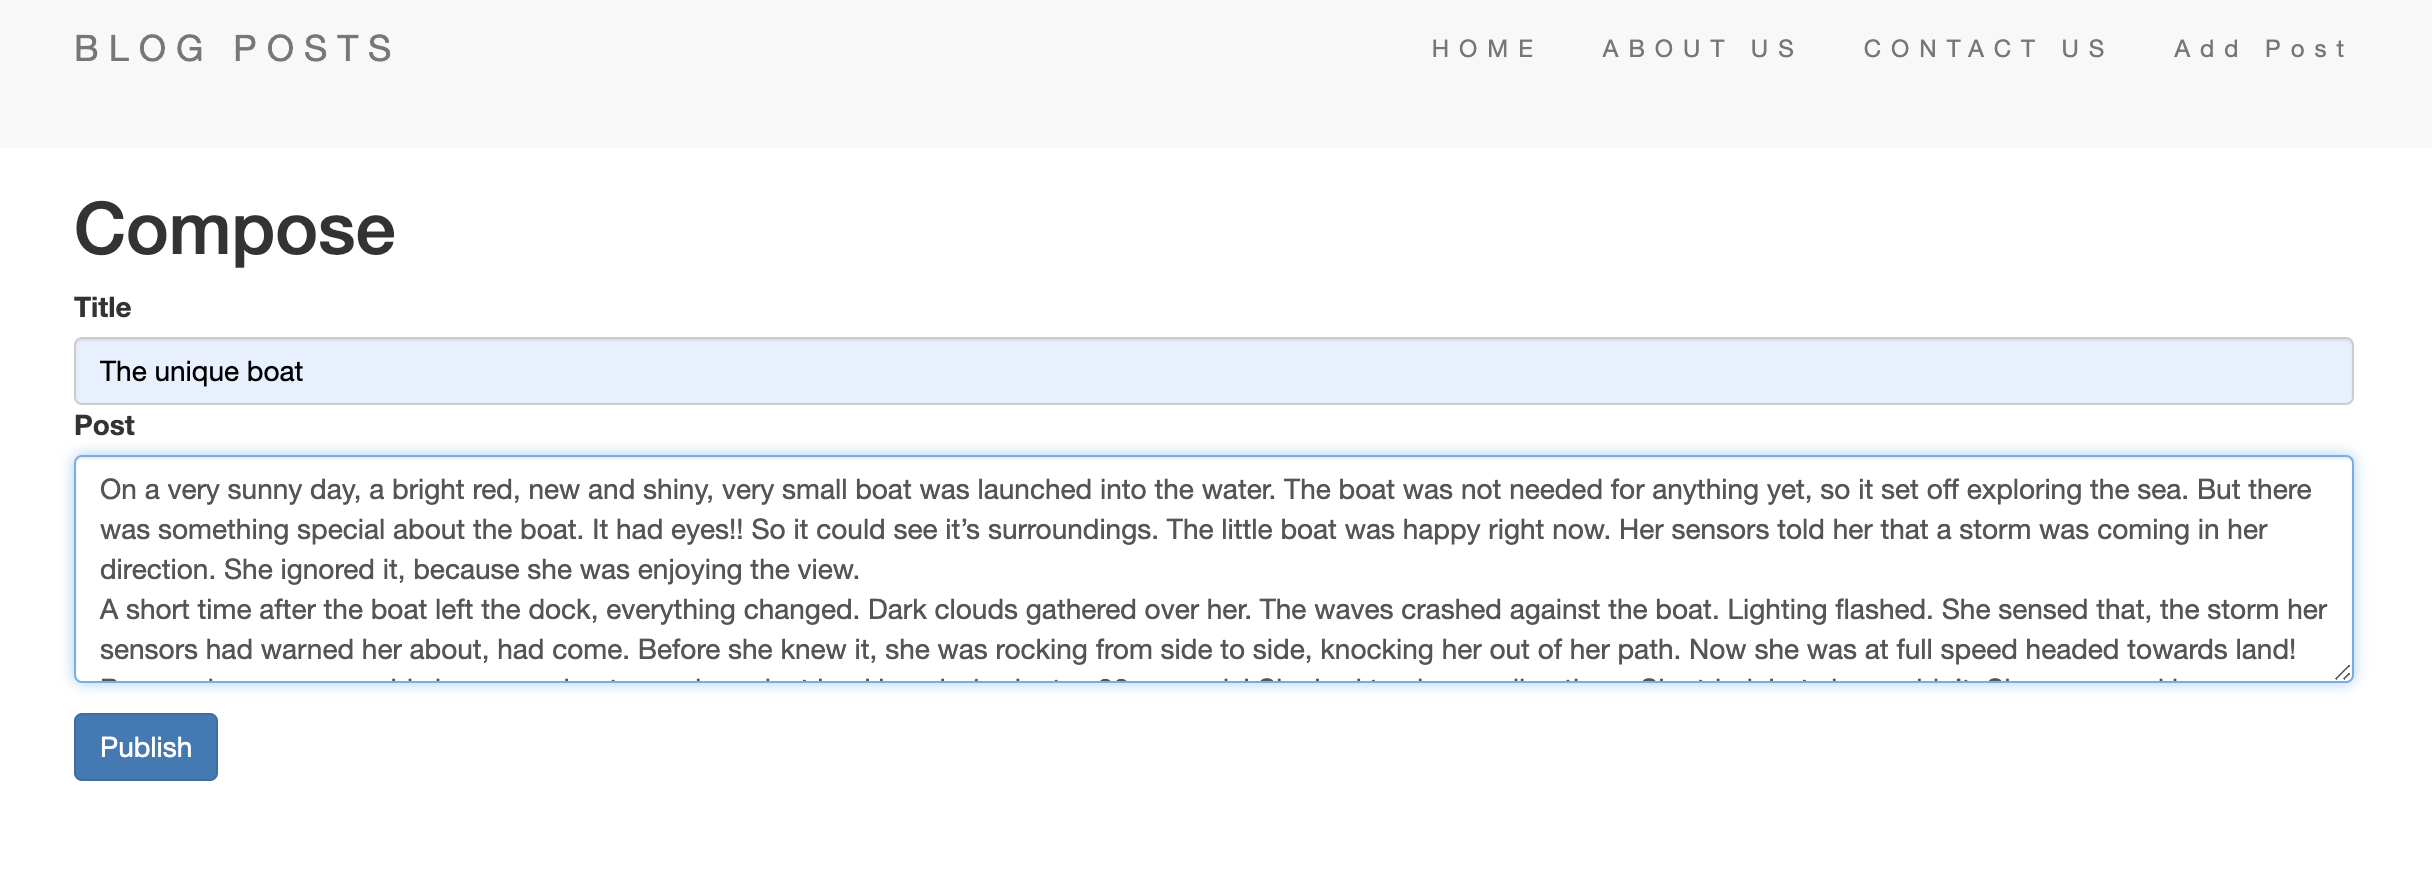 BLOG POSTS
HOME ABOUT US CONTACT US Add Post
Compose
Title
The unique boat
Post
On a very sunny day, a bright red, new and shiny, very small boat was launched into the water. The boat was not needed for anything yet, so it set off exploring the sea. But there
was something special about the boat. It had eyes!! So it could see it’s surroundings. The little boat was happy right now. Her sensors told her that a storm was coming in her
direction. She ignored it, because she was enjoying the view.
A short time after the boat left the dock, everything changed. Dark clouds gathered over her. The waves crashed against the boat. Lighting flashed. She sensed that, the storm her
sensors had warned her about, had come. Before she knew it, she was rocking from side to side, knocking her out of her path. Now she was at full speed headed towards land!
Publish